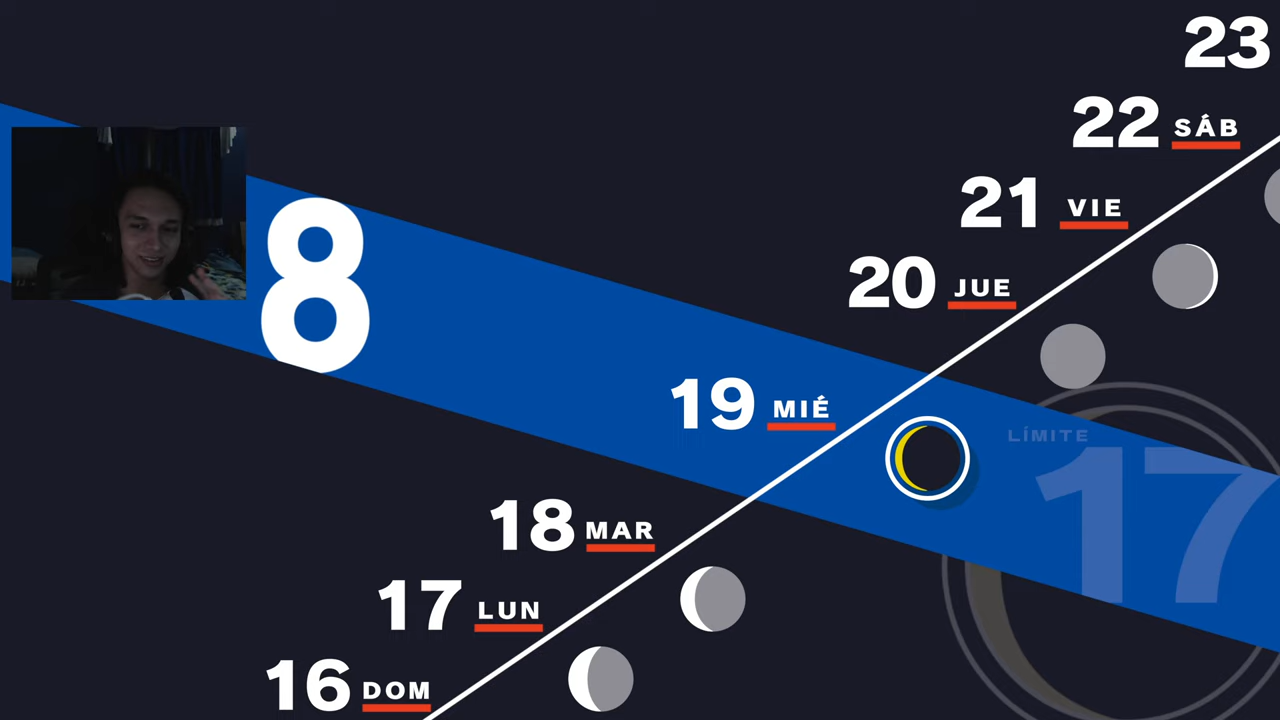 23
22 SÁB
21 VIE
20 JUE
8
19 MIÉ
LÍMITE
17
18 MAR
17 LUN
16 DOM